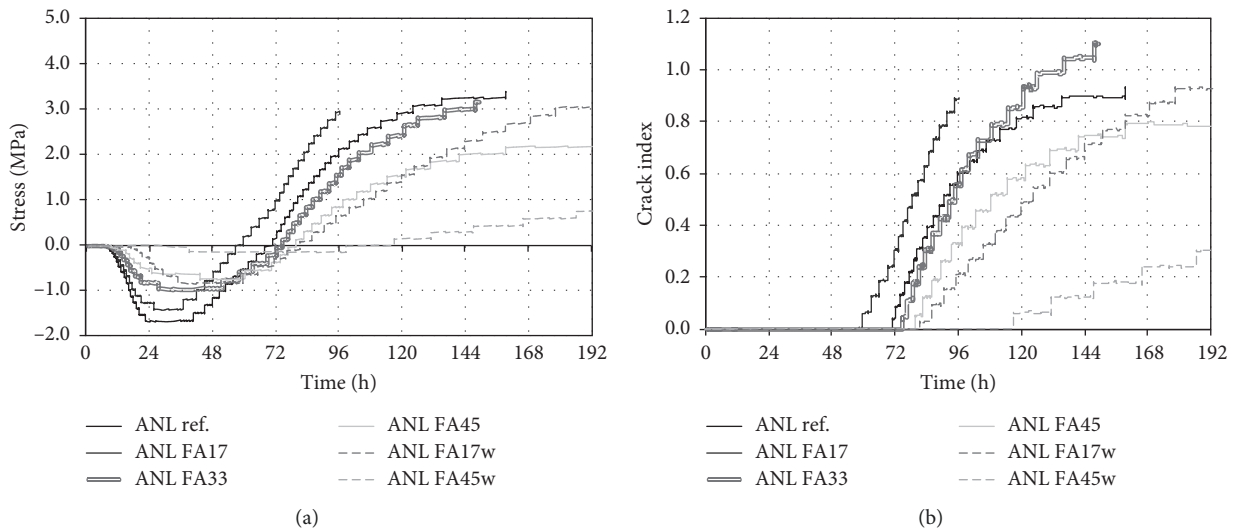 5.0
4.0
3.0
2.0
1.0
0.0
–1.0
–2.0
Stress (MPa)
0 24 48 72 96 120 144 168 192
Time (h)
ANL ref.
ANL FA17
ANL FA33
ANL FA45
ANL FA17w
ANL FA45w
(a)
1.2
1.0
0.8
0.6
0.4
0.2
0.0
Crack index
0 24 48 72 96 120 144 168 192
Time (h)
ANL ref.
ANL FA17
ANL FA33
ANL FA45
ANL FA17w
ANL FA45w
(b)